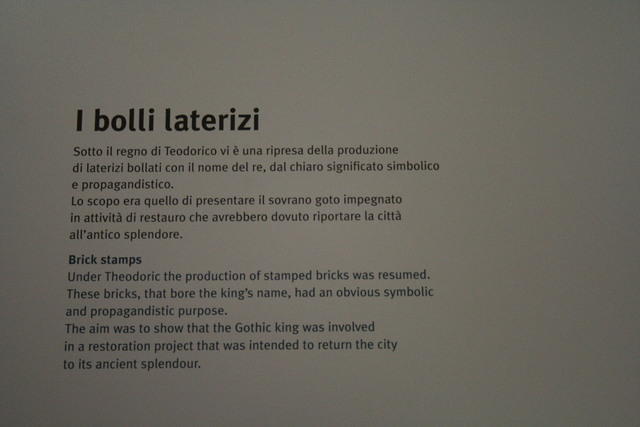 I bolli laterizi
Sotto il regno di Teodorico vi è una ripresa della produzione
di laterizi bollati con il nome del re, dal chiaro significato simbolico
e propagandistico.
Lo scopo era quello di presentare il sovrano goto impegnato
in attività di restauro che avrebbero dovuto riportare la città
all'antico splendore.
Brick stamps
Under Theodoric the production of stamped bricks was resumed.
These bricks, that bore the king's name, had an obvious symbolic
and propagandistic purpose.
The aim was to show that the Gothic king was involved
in a restoration project that was intended to return the city
to its ancient splendour.